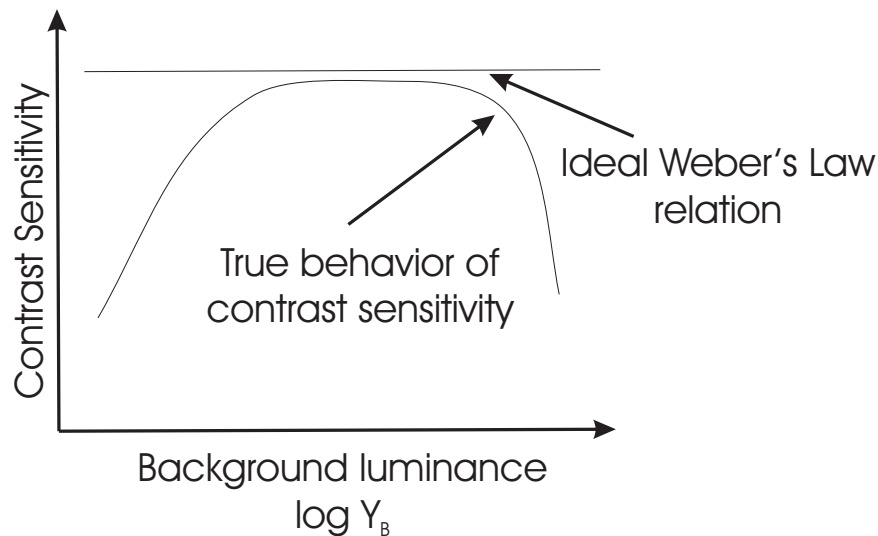 Contrast Sensitivity
Ideal Weber's Law
relation
True behavior of
contrast sensitivity
Background luminance
log Y_B